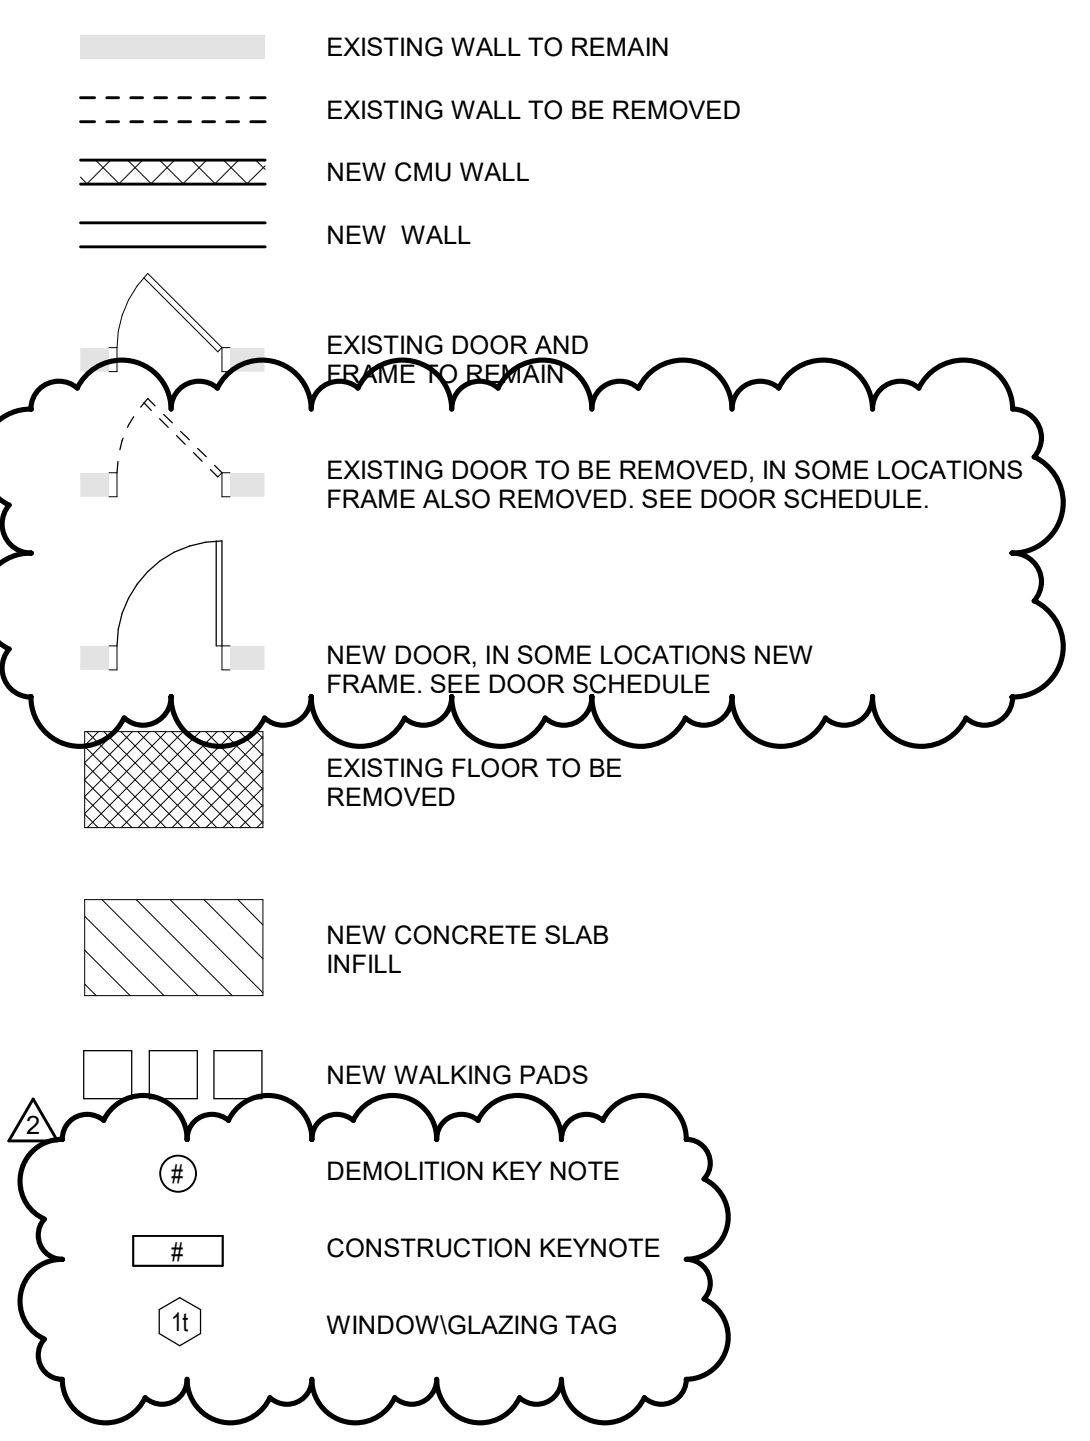 EXISTING WALL TO REMAIN
EXISTING WALL TO BE REMOVED
NEW CMU WALL
NEW  WALL
EXISTING DOOR AND
FRAME TO REMAIN
EXISTING DOOR TO BE REMOVED, IN SOME LOCATIONS
FRAME ALSO REMOVED. SEE DOOR SCHEDULE.
NEW DOOR, IN SOME LOCATIONS NEW
FRAME. SEE DOOR SCHEDULE
EXISTING FLOOR TO BE
REMOVED
NEW CONCRETE SLAB
INFILL
NEW WALKING PADS
2
# DEMOLITION KEY NOTE
# CONSTRUCTION KEYNOTE
1t WINDOW\GLAZING TAG